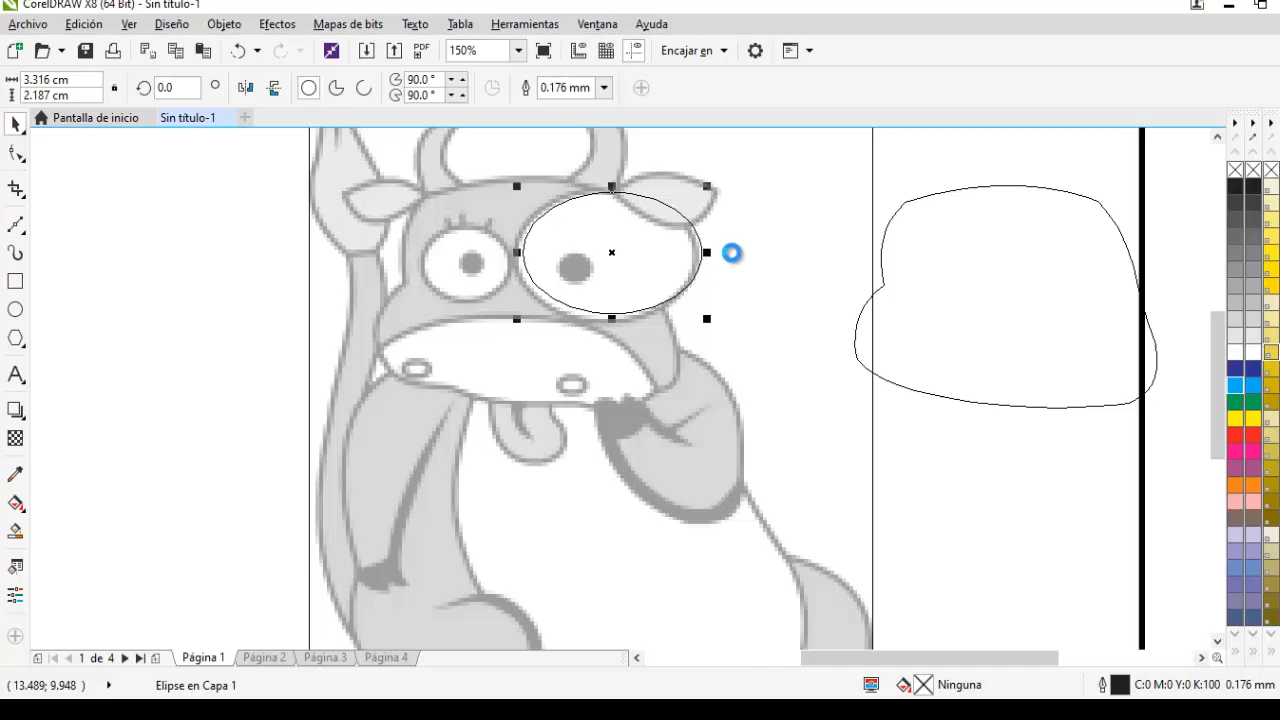 CorelDRAW X8 (64 Bit) - Sin título-1
Archivo Edición Ver Diseño Objeto Efectos Mapas de bits Texto Tabla Herramientas Ventana Ayuda
PDF 150% Encajar en
3.316 cm 0.0 90.0 ° 0.176 mm
2.187 cm 90.0 °
Pantalla de inicio Sin título-1
1 de 4 Página 1 Página 2 Página 3 Página 4
( 13.489; 9.948 ) Elipse en Capa 1 Ninguna C:0 M:0 Y:0 K:100 0.176 mm